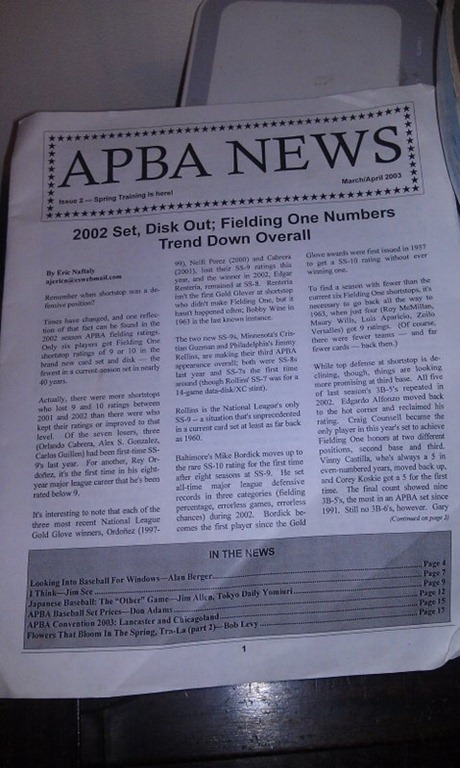 APBA NEWS
Issue 2 — Spring Training is here!
March/April 2003
2002 Set, Disk Out; Fielding One Numbers
Trend Down Overall
By Eric Naftaly
Remember when shortstop was a de-
fensive position?
Times have changed, and one reflec-
tion of that fact can be found in the
2002 season APBA fielding ratings.
Only six players got Fielding One
shortstop ratings of 9 or 10 in the
brand new card set and disk — the
fewest in a current-season set in nearly
40 years.
Actually, there were more shortstops
who lost 9 and 10 ratings between
2001 and 2002 than there were who
kept their ratings or improved to that
level. Of the seven losers, three
(Orlando Cabrera, Alex S. Gonzalez,
Carlos Guillen) had been first-time SS-
9's last year. For another, Rey Or-
doñez, it's the first time in his eight-
year major league career that he's been
rated below 9.
It's interesting to note that each of the
three most recent National League
Gold Glove winners, Ordoñez (1997-
99), Neifi Perez (2000) and Cabrera
(2001), lost their SS-9 ratings this
year, and the winner in 2002, Edgar
Renteria, remained at SS-8. Renteria
isn't the first Gold Glover at shortstop
who didn't make Fielding One, but it
hasn't happened often; Bobby Wine in
1963 is the last known instance.
The two new SS-9s, Minnesota's Cris-
tian Guzman and Philadelphia's Jimmy
Rollins, are making their third APBA
appearance overall; both were SS-8s
last year and SS-7s the first time
around (though Rollins' SS-7 was for a
14-game data-disk/XC stint).
Rollins is the National League's only
SS-9 – a situation that's unprecedented
in a current card set at least as far back
as 1960.
Baltimore's Mike Bordick moves up to
the rare SS-10 rating for the first time
after eight seasons at SS-9. He set
all-time major league defensive
records in three categories (fielding
percentage, errorless games, errorless
chances) during 2002. Bordick be-
comes the first player since the Gold
Glove awards were first issued in 1957
to get a SS-10 rating without ever
winning one.
To find a season with fewer than the
current six Fielding One shortstops, it's
necessary to go back all the way to
1963, when just four (Roy McMillan,
Maury Wills, Luis Aparicio, Zoilo
Versalles) got 9 ratings. (Of course,
there were fewer teams — and far
fewer cards — back then.)
While top defense at shortstop is de-
clining, though, things are looking
more promising at third base. All five
of last season's 3B-5's repeated in
2002. Edgardo Alfonzo moved back
to the hot corner and reclaimed his
rating. Craig Counsell became the
only player in this year's set to achieve
Fielding One honors at two different
positions, second base and third.
Vinny Castilla, who's always a 5 in
even-numbered years, moved back up,
and Corey Koskie got a 5 for the first
time. The final count showed nine
3B-5's, the most in an APBA set since
1991. Still no 3B-6's, however. Gary
(Continued on page 2)
IN THE NEWS
Looking Into Baseball For Windows—Alan Berger Page 4
I Think—Jim See Page 7
Japanese Baseball: The "Other" Game—Jim Allen, Tokyo Daily Yomiuri Page 9
APBA Baseball Set Prices—Don Adams Page 12
APBA Convention 2003: Lancaster and Chicagoland Page 15
Flowers That Bloom In The Spring, Tra-La (part 2)—Bob Levy Page 17
1